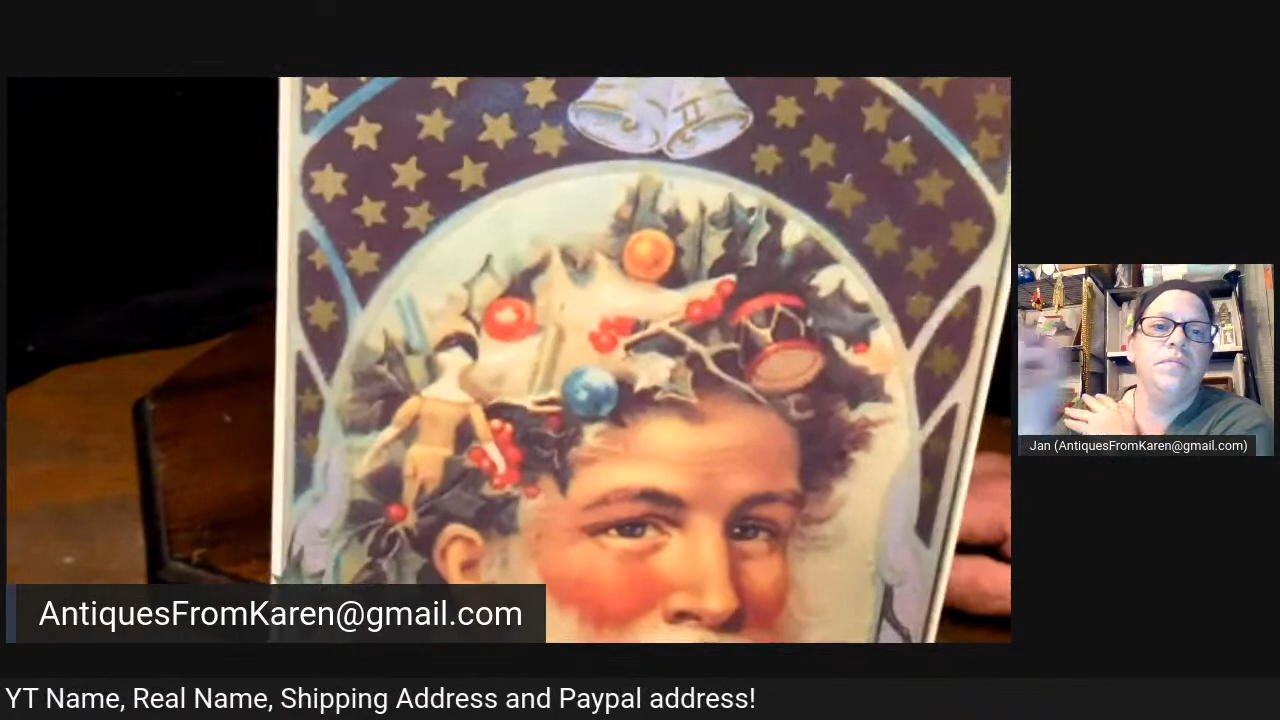 Jan (AntiquesFromKaren@gmail.com)
AntiquesFromKaren@gmail.com
YT Name, Real Name, Shipping Address and Paypal address!